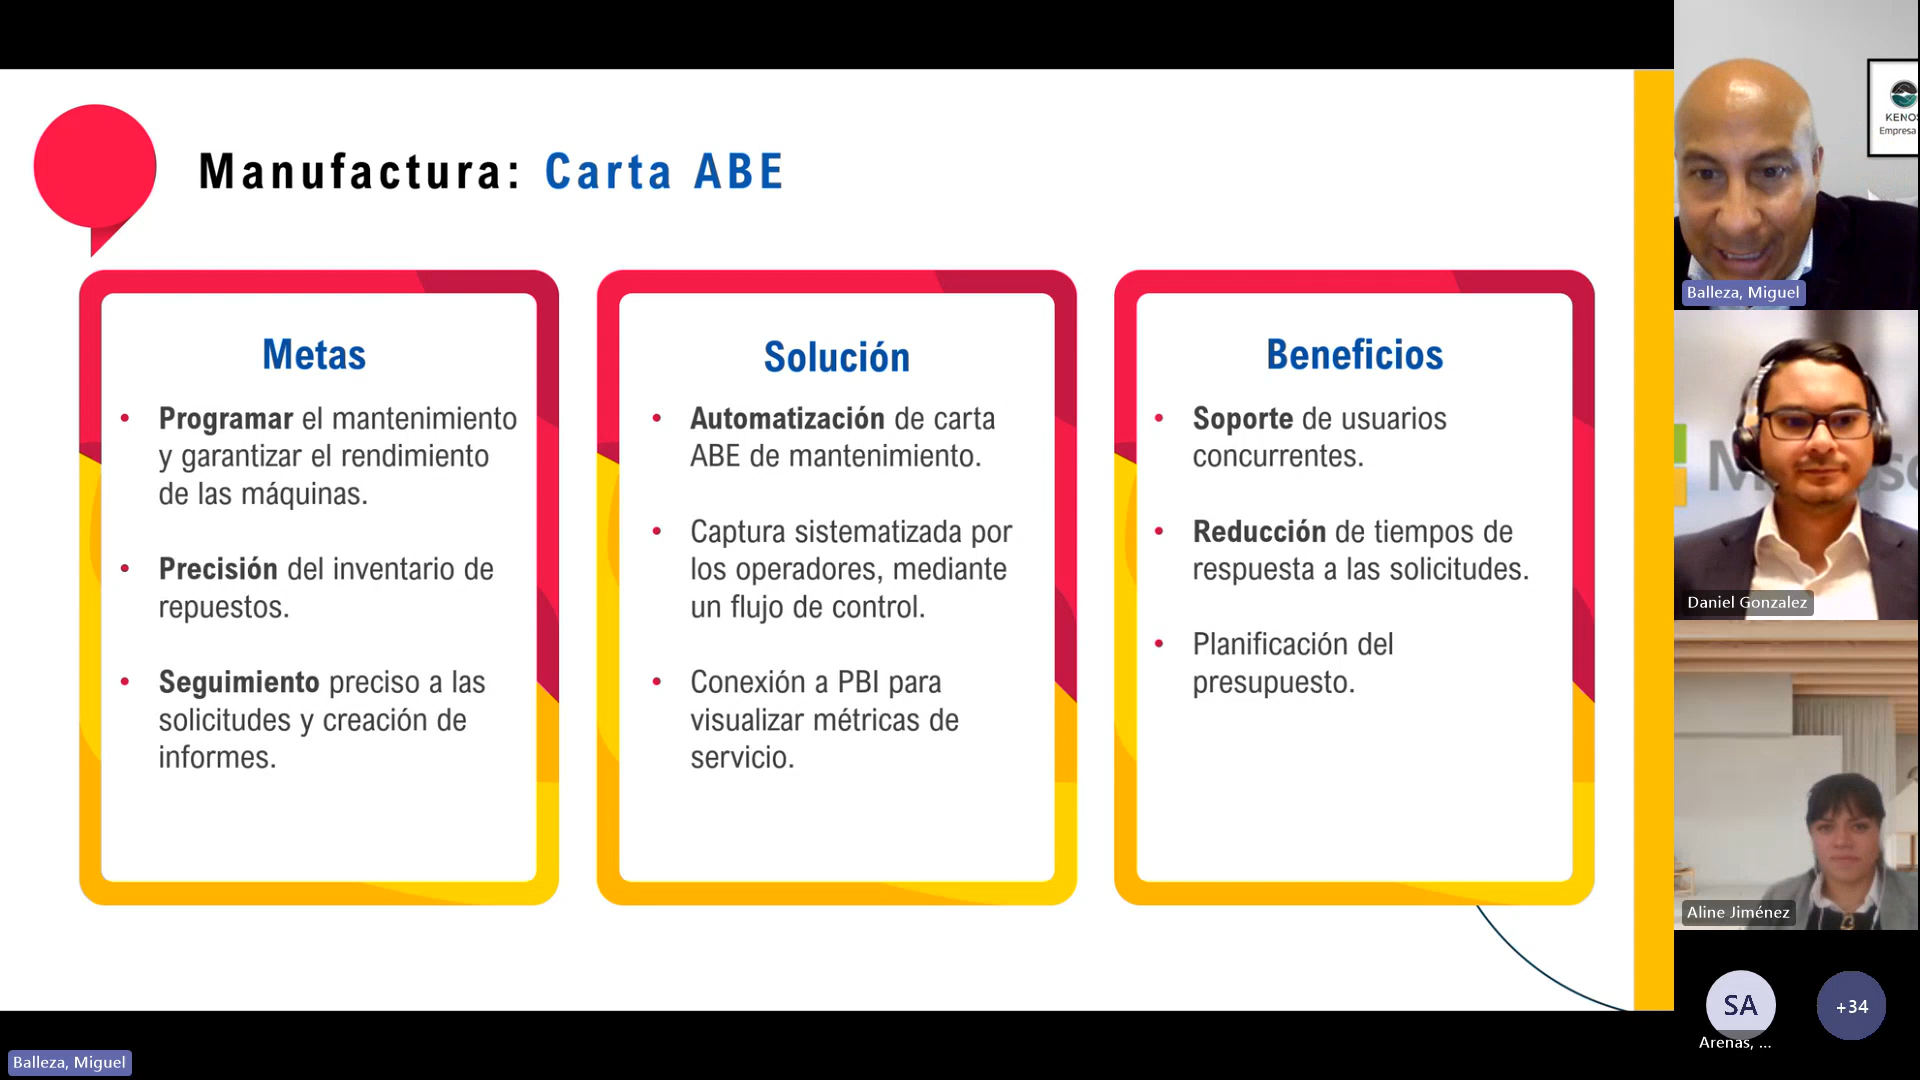 Manufactura: Carta ABE
Metas
• Programar el mantenimiento
y garantizar el rendimiento
de las máquinas.
• Precisión del inventario de
repuestos.
• Seguimiento preciso a las
solicitudes y creación de
informes.
Solución
• Automatización de carta
ABE de mantenimiento.
• Captura sistematizada por
los operadores, mediante
un flujo de control.
• Conexión a PBI para
visualizar métricas de
servicio.
Beneficios
• Soporte de usuarios
concurrentes.
• Reducción de tiempos de
respuesta a las solicitudes.
• Planificación del
presupuesto.
Empresa
Balleza, Miguel
Daniel Gonzalez
Aline Jiménez
SA
Arenas, ...
+34
Balleza, Miguel